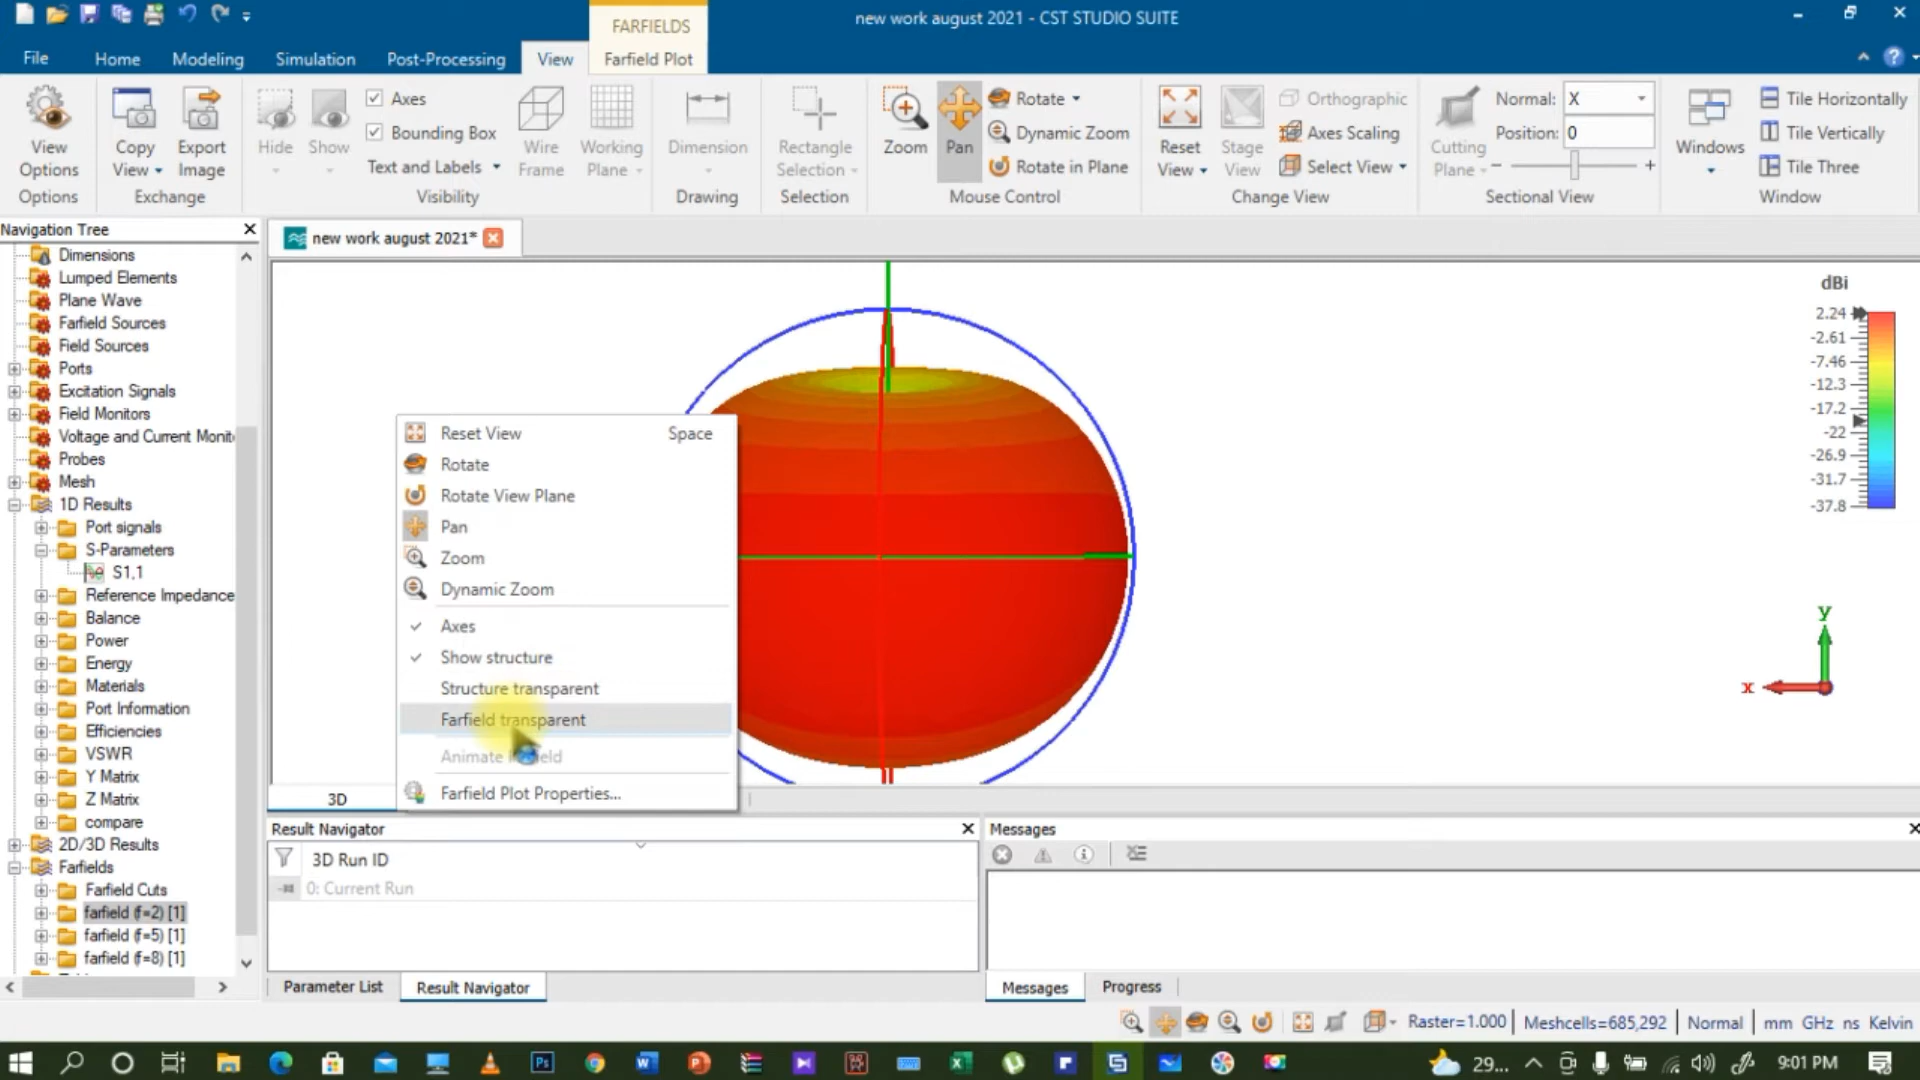 FARFIELDS
new work august 2021 - CST STUDIO SUITE
File
Home
Modeling
Simulation
Post-Processing
View
Farfield Plot
View
Options
Options
Copy
View
Export
Image
Exchange
Hide
Show
Axes
Bounding Box
Text and Labels
Visibility
Wire
Frame
Working
Plane
Dimension
Drawing
Rectangle
Selection
Selection
Zoom
Pan
Rotate
Dynamic Zoom
Rotate in Plane
Mouse Control
Reset
View
Stage
View
Orthographic
Axes Scaling
Select View
Change View
Cutting
Plane
Normal: X
Position: 0
Sectional View
Windows
Tile Horizontally
Tile Vertically
Tile Three
Window
Navigation Tree
Dimensions
Lumped Elements
Plane Wave
Farfield Sources
Field Sources
Ports
Excitation Signals
Field Monitors
Voltage and Current Monit
Probes
Mesh
1D Results
Port signals
S-Parameters
S1,1
Reference Impedance
Balance
Power
Energy
Materials
Port Information
Efficiencies
VSWR
Y Matrix
Z Matrix
compare
2D/3D Results
Farfields
Farfield Cuts
farfield (f=2) [1]
farfield (f=5) [1]
farfield (f=8) [1]
new work august 2021*
Reset View Space
Rotate
Rotate View Plane
Pan
Zoom
Dynamic Zoom
Axes
Show structure
Structure transparent
Farfield transparent
Farfield Plot Properties...
dBi
2.24
-2.61
-7.46
-12.3
-17.2
-22
-26.9
-31.7
-37.8
y
x
3D
Result Navigator
3D Run ID
0: Current Run
Parameter List
Result Navigator
Messages
Messages
Progress
Raster=1.000
Meshcells=685,292
Normal
mm GHz ns Kelvin
29...
9:01 PM